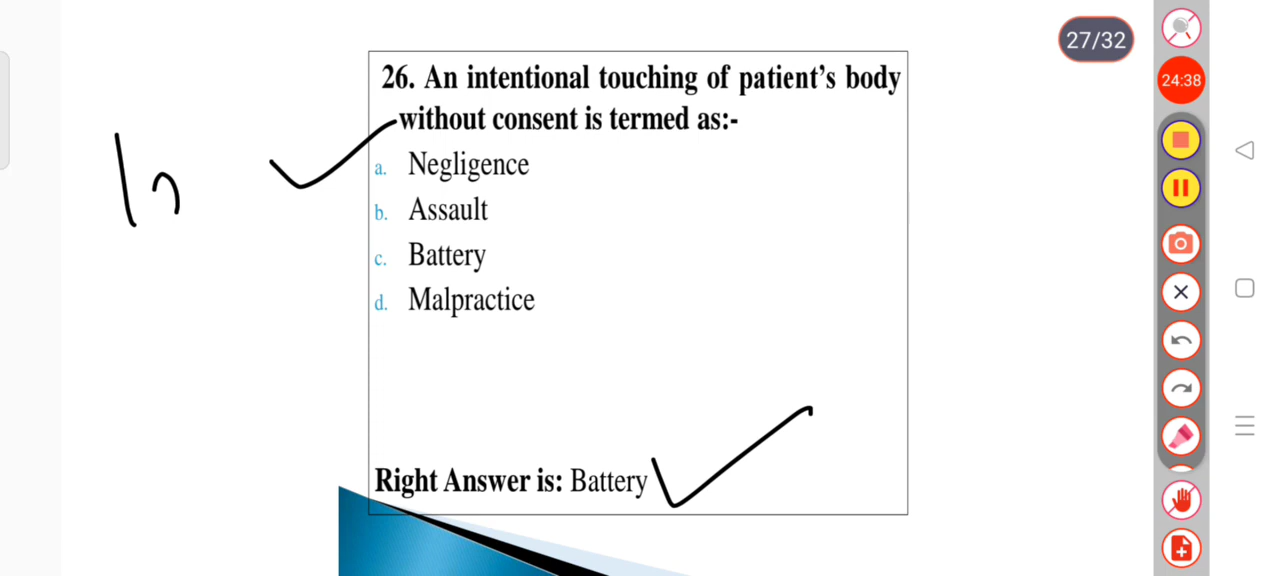 27/32
24:38
26. An intentional touching of patient's body
without consent is termed as:-
a. Negligence
b. Assault
c. Battery
d. Malpractice
In
Right Answer is: Battery